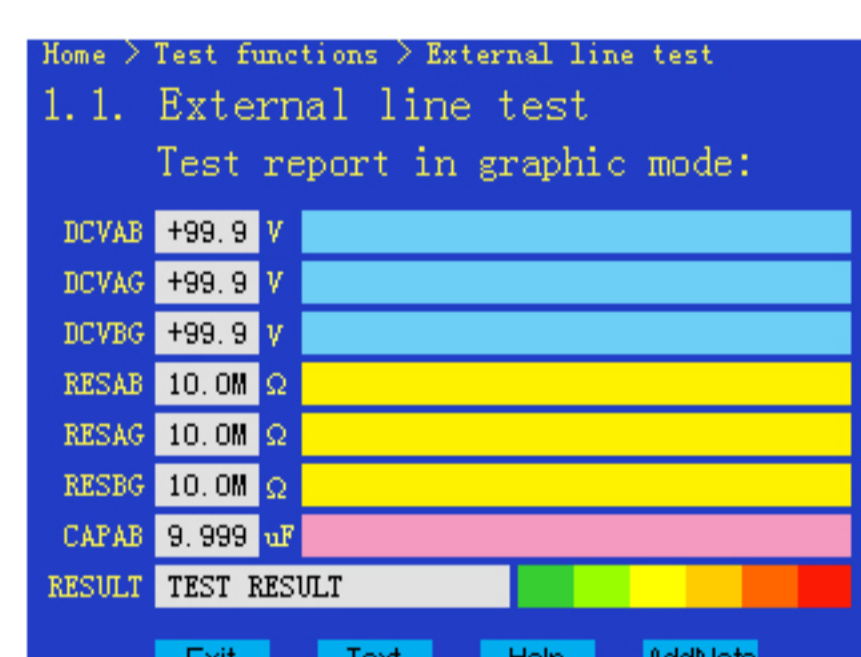 Home > Test functions > External line test
1.1. External line test
Test report in graphic mode:
DCVAB +99.9 V
DCVAG +99.9 V
DCVBG +99.9 V
RESAB 10.0M Ω
RESAG 10.0M Ω
RESBG 10.0M Ω
CAPAB 9.999 uF
RESULT TEST RESULT
Exit Text Help AddNote